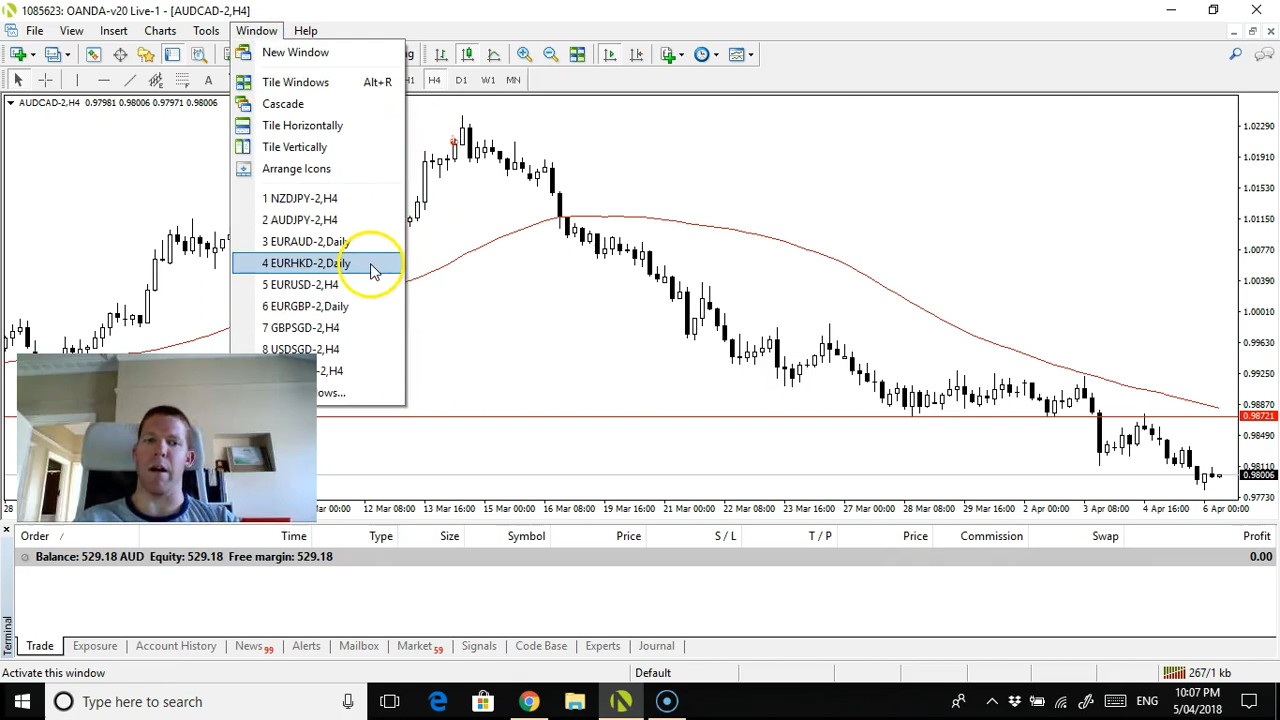 1085623: OANDA-v20 Live-1 - [AUDCAD-2,H4]
File View Insert Charts Tools Window Help
H1 H4 D1 W1 MN
A
AUDCAD-2,H4 0.97981 0.98006 0.97971 0.98006
New Window
Tile Windows Alt+R
Cascade
Tile Horizontally
Tile Vertically
Arrange Icons
1 NZDJPY-2,H4
2 AUDJPY-2,H4
3 EURAUD-2,Daily
4 EURHKD-2,Daily
5 EURUSD-2,H4
6 EURGBP-2,Daily
7 GBPSGD-2,H4
8 USDSGD-2,H4
-2,H4
ows...
1.02290
1.01910
1.01530
1.01150
1.00770
1.00390
1.00010
0.99630
0.99250
0.98870
0.98721
0.98490
0.98110
0.98006
0.97730
28 00:00 12 Mar 08:00 13 Mar 16:00 15 Mar 00:00 16 Mar 08:00 19 Mar 16:00 21 Mar 00:00 22 Mar 08:00 23 Mar 16:00 27 Mar 00:00 28 Mar 08:00 29 Mar 16:00 2 Apr 00:00 3 Apr 08:00 4 Apr 16:00 6 Apr 00:00
Order / Time Type Size Symbol Price S / L T / P Price Commission Swap Profit
Balance: 529.18 AUD Equity: 529.18 Free margin: 529.18 0.00
Terminal
Trade Exposure Account History News 99 Alerts Mailbox Market 59 Signals Code Base Experts Journal
Activate this window Default 267/1 kb
Type here to search ENG 10:07 PM
5/04/2018